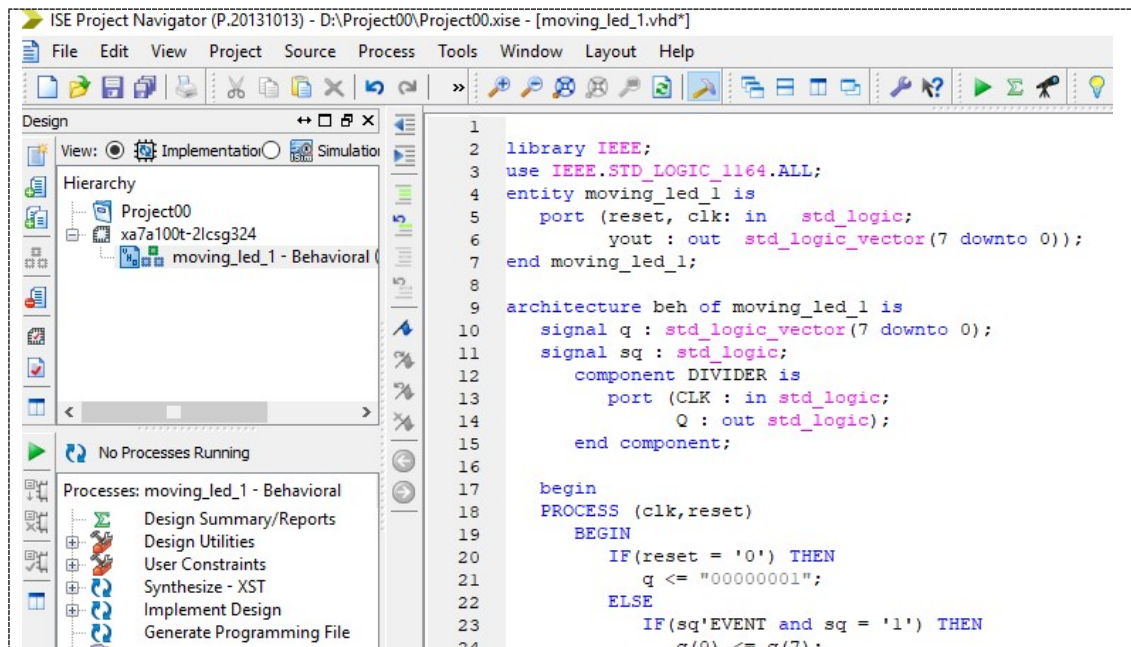 ISE Project Navigator (P.20131013) - D:\Project00\Project00.xise - [moving_led_1.vhd*]
File Edit View Project Source Process Tools Window Layout Help
Design
View: Implementation Simulation
Hierarchy
Project00
xa7a100t-2lcsg324
moving_led_1 - Behavioral (
No Processes Running
Processes: moving_led_1 - Behavioral
Design Summary/Reports
Design Utilities
User Constraints
Synthesize - XST
Implement Design
Generate Programming File
1
2 library IEEE;
3 use IEEE.STD_LOGIC_1164.ALL;
4 entity moving_led_1 is
5 port (reset, clk: in std_logic;
6 yout : out std_logic_vector(7 downto 0));
7 end moving_led_1;
8
9 architecture beh of moving_led_1 is
10 signal q : std_logic_vector(7 downto 0);
11 signal sq : std_logic;
12 component DIVIDER is
13 port (CLK : in std_logic;
14 Q : out std_logic);
15 end component;
16
17 begin
18 PROCESS (clk,reset)
19 BEGIN
20 IF(reset = '0') THEN
21 q <= "00000001";
22 ELSE
23 IF(sq'EVENT and sq = '1') THEN
24 q(0) <= q(7);